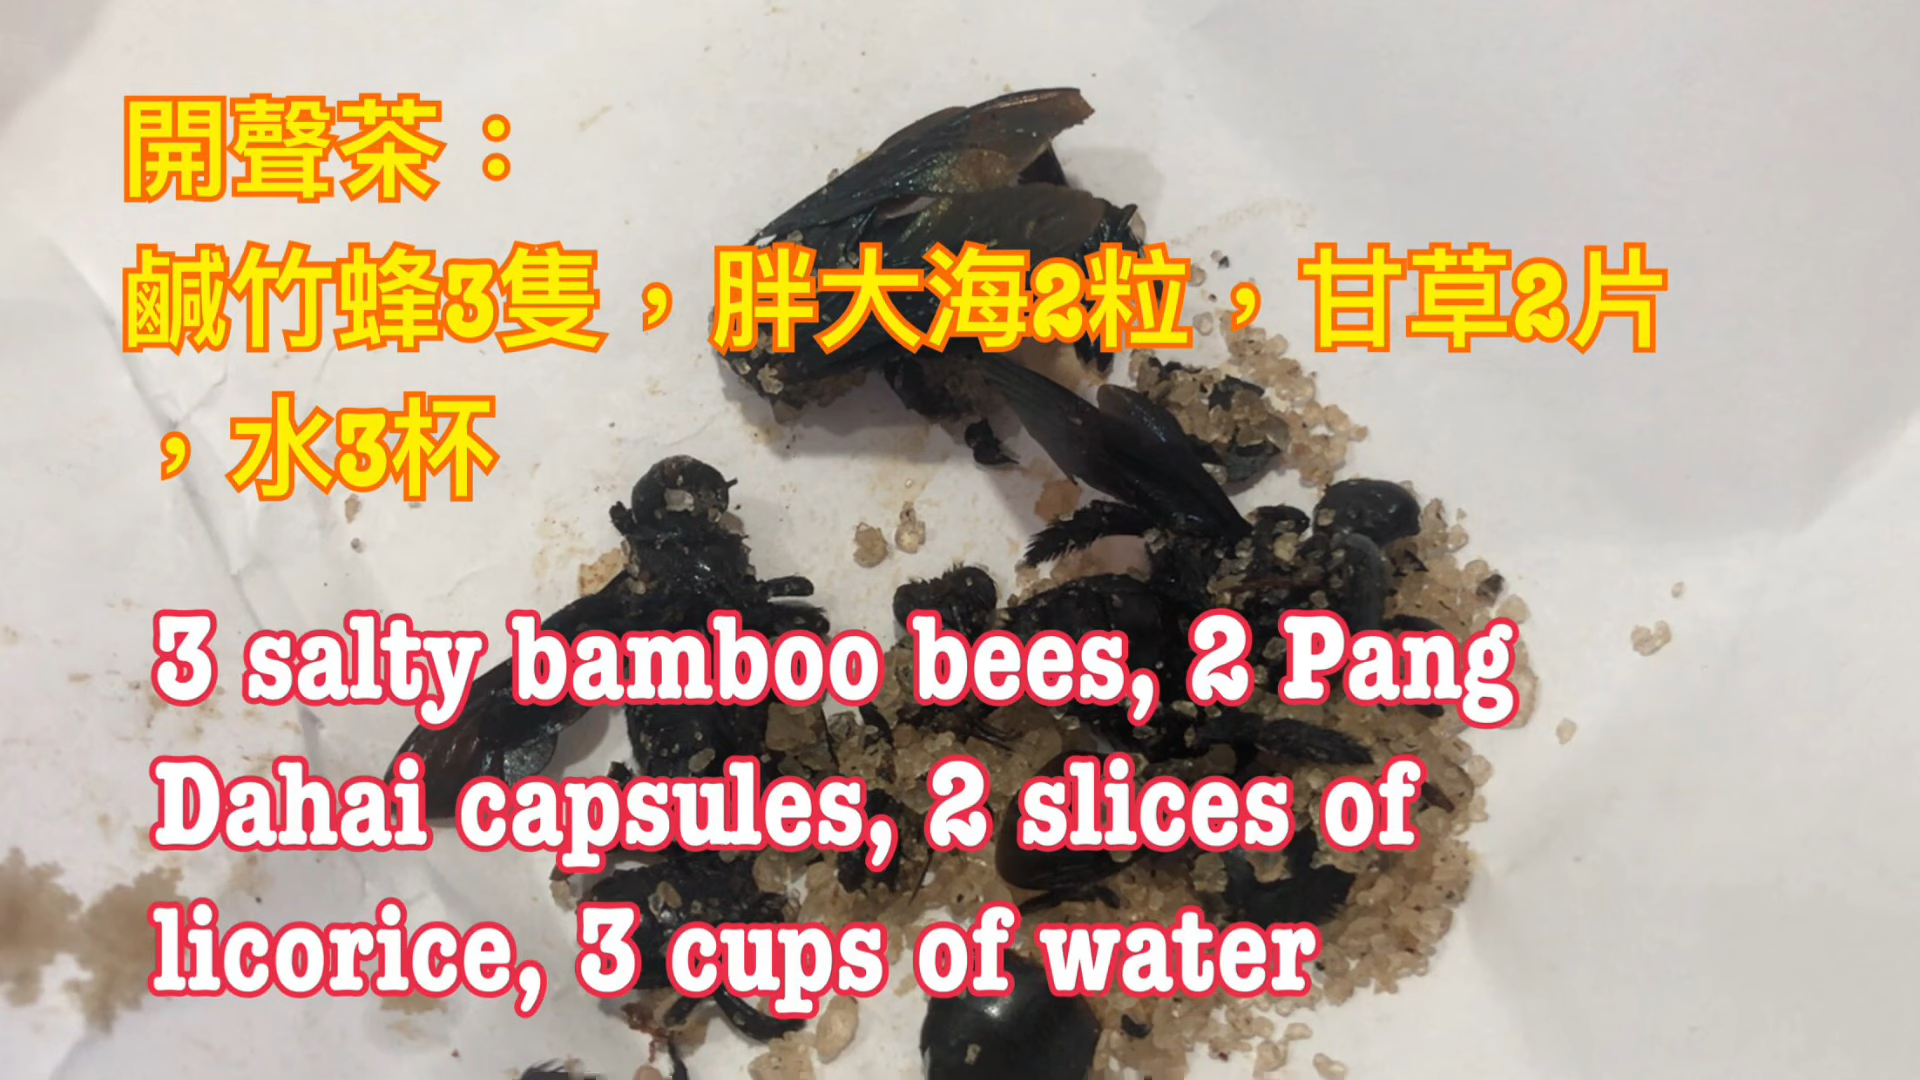 開聲茶：
鹹竹蜂3隻，胖大海2粒，甘草2片
，水3杯
3 salty bamboo bees, 2 Pang
Dahai capsules, 2 slices of
licorice, 3 cups of water